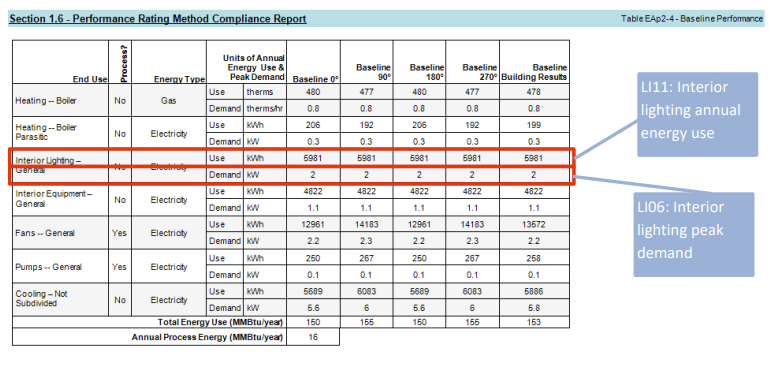 Section 1.6 - Performance Rating Method Compliance Report
Table EAp2-4 - Baseline Performance
End Use Process? Energy Type Units of Annual Energy Use & Peak Demand Baseline 0° Baseline 90° Baseline 180° Baseline 270° Baseline Building Results
Heating -- Boiler No Gas Use therms 480 477 480 477 478
Demand therms/hr 0.8 0.8 0.8 0.8 0.8
Heating -- Boiler Parasitic No Electricity Use kWh 206 192 206 192 199
Demand kW 0.3 0.3 0.3 0.3 0.3
Interior Lighting – General No Electricity Use kWh 5981 5981 5981 5981 5981
Demand kW 2 2 2 2 2
Interior Equipment – General No Electricity Use kWh 4822 4822 4822 4822 4822
Demand kW 1.1 1.1 1.1 1.1 1.1
Fans -- General Yes Electricity Use kWh 12961 14183 12961 14183 13672
Demand kW 2.2 2.3 2.2 2.3 2.2
Pumps -- General Yes Electricity Use kWh 250 267 250 267 258
Demand kW 0.1 0.1 0.1 0.1 0.1
Cooling – Not Subdivided No Electricity Use kWh 5689 6083 5689 6083 5886
Demand kW 5.6 6 5.6 6 5.8
Total Energy Use (MMBtu/year) 150 155 150 155 153
Annual Process Energy (MMBtu/year) 16
LI11: Interior
lighting annual
energy use
LI06: Interior
lighting peak
demand